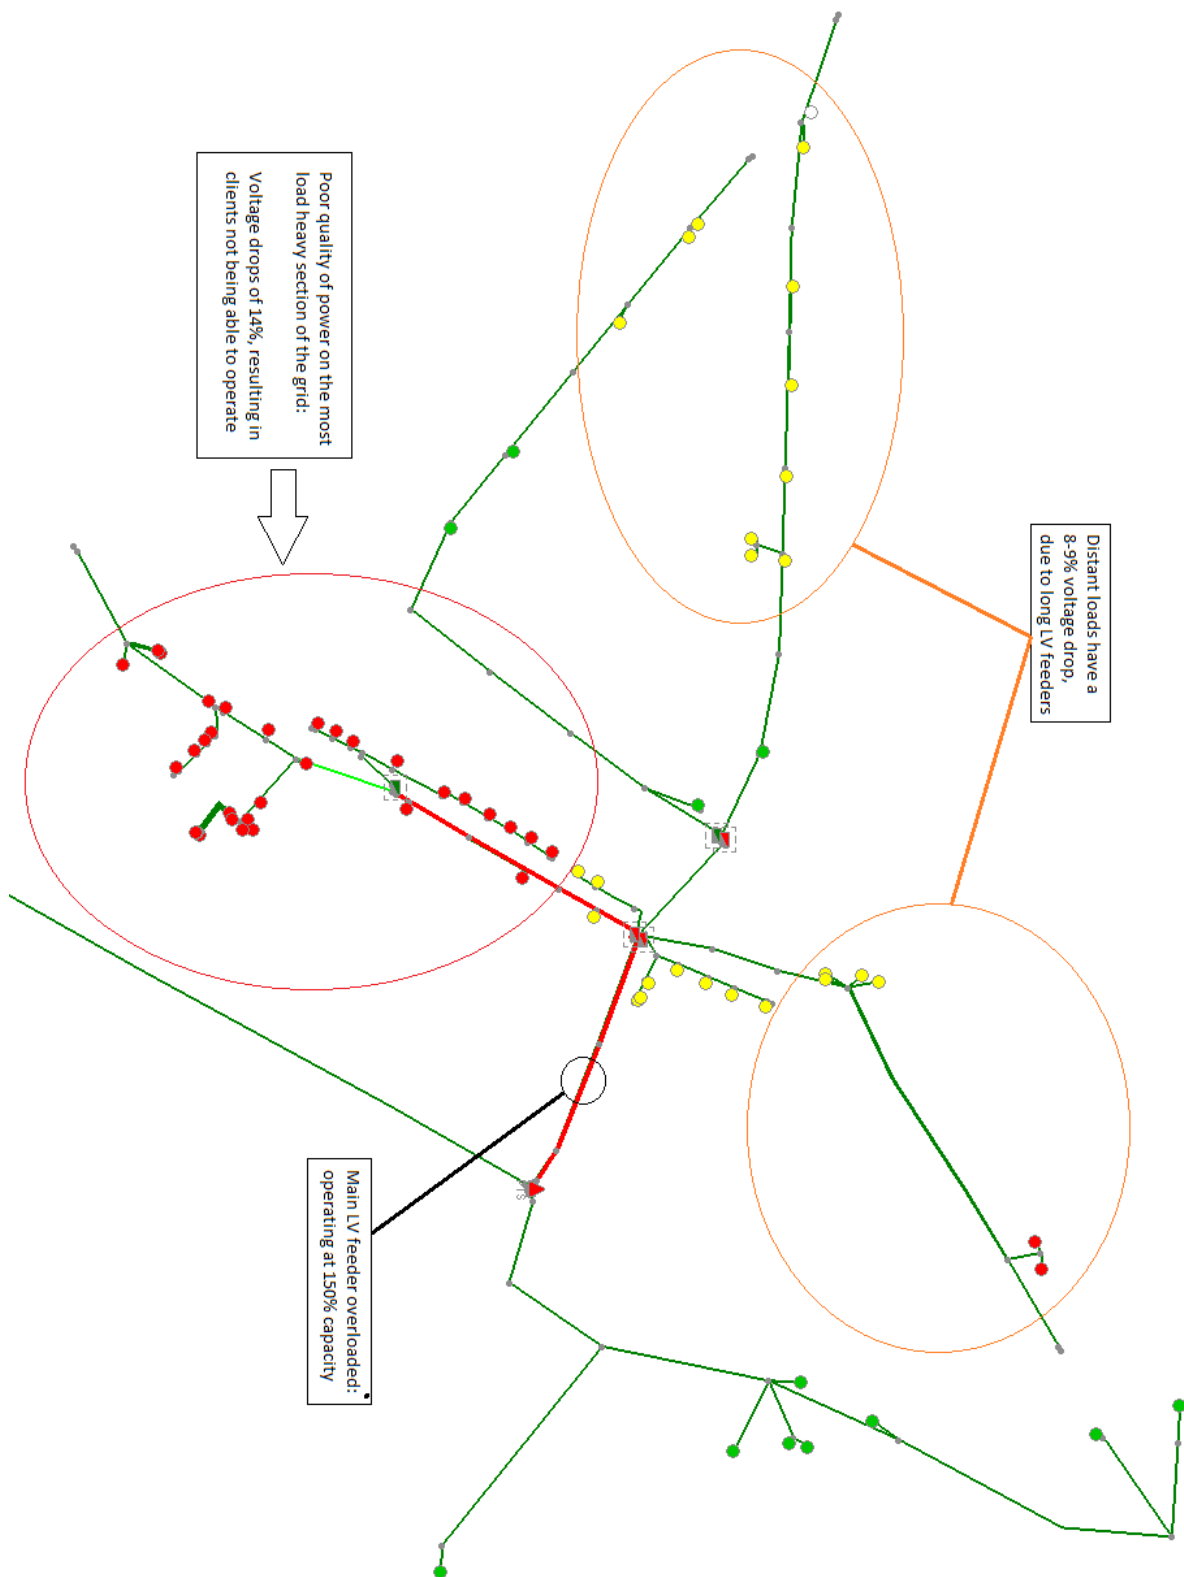 Distant loads have a
8-9% voltage drop,
due to long LV feeders
Main LV feeder overloaded:
operating at 150% capacity
Poor quality of power on the most
load heavy section of the grid:
Voltage drops of 14%, resulting in
clients not being able to operate